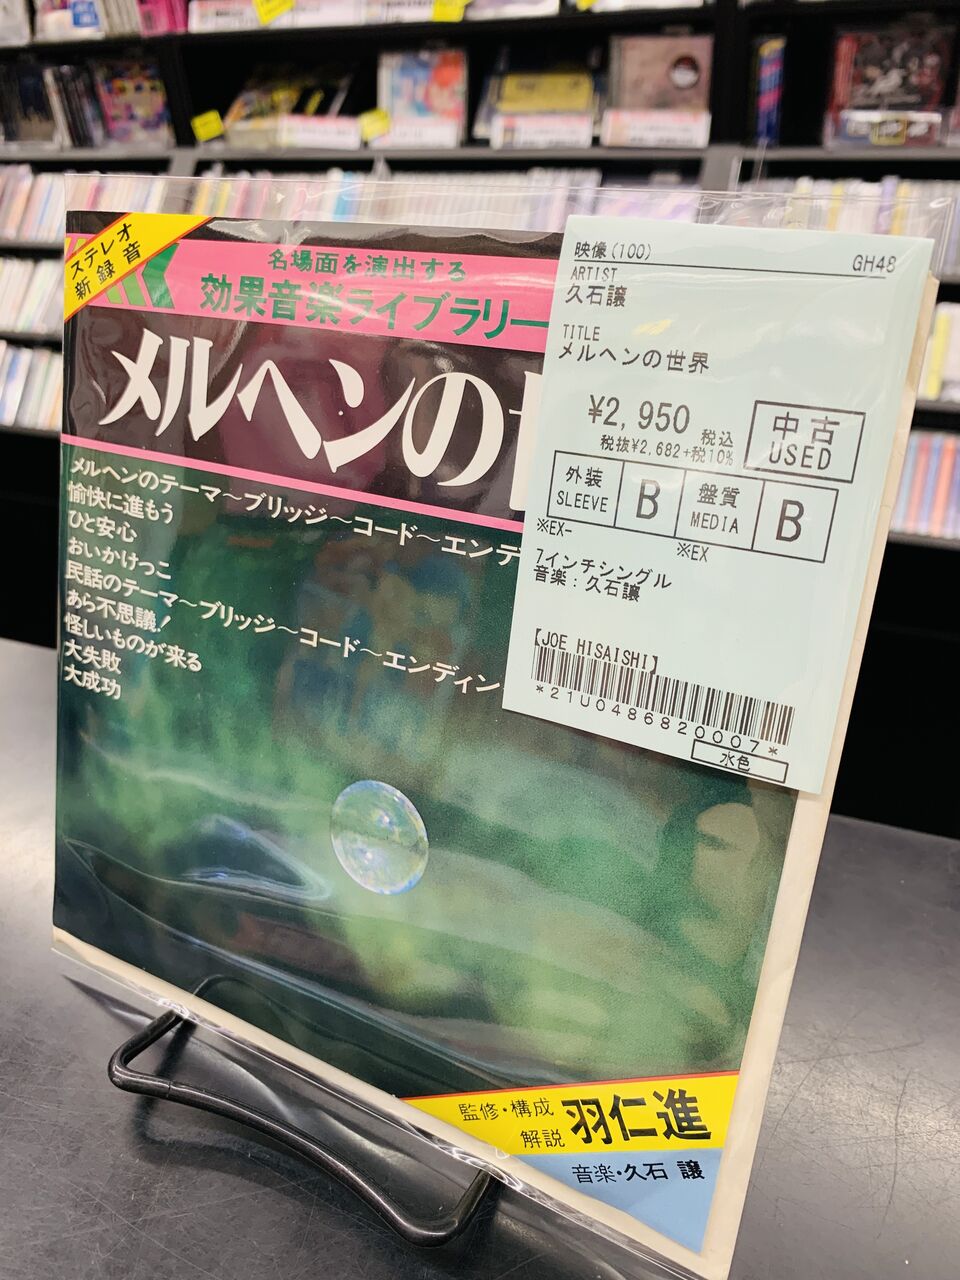 ステレオ
新録音
名場面を演出する
効果音楽ライブラリー
メルヘンの
メルヘンのテーマ〜ブリッジ〜コード〜エンデ
愉快に進もう
ひと安心
おいかけっこ
民話のテーマ〜ブリッジ〜コード〜エンディン
あら不思議!
怪しいものが来る
大失敗
大成功
監修・構成
解説 羽仁進
音楽・久石 譲
映像(100) GH48
ARTIST
久石譲
TITLE
メルヘンの世界
¥2,950 税込
税抜¥2,682+税10%
中古
USED
外装
SLEEVE
B
盤質
MEDIA
B
※EX-
※EX
7インチシングル
音楽:久石譲
【JOE HISAISHI】
*21U0486820007*
水色